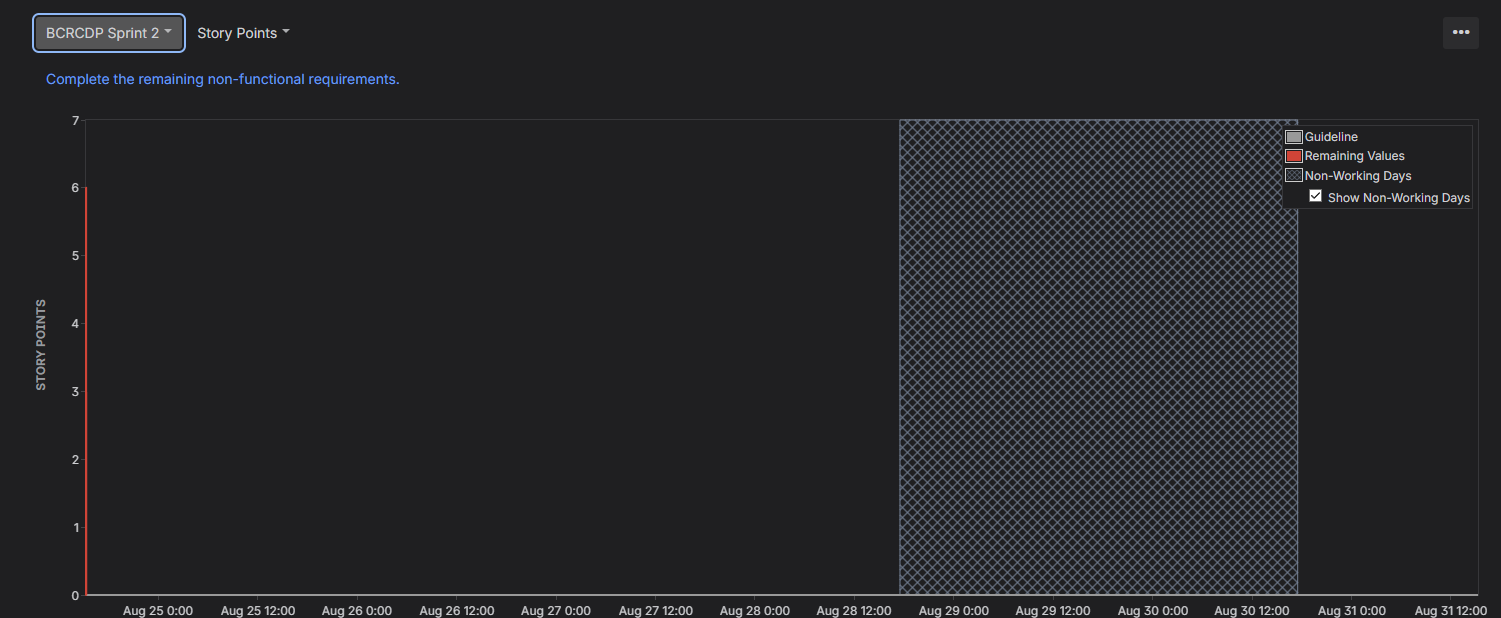 BCRCDP Sprint 2 Story Points
Complete the remaining non-functional requirements.
STORY POINTS
7
6
5
4
3
2
1
0
Guideline
Remaining Values
Non-Working Days
Show Non-Working Days
Aug 25 0:00 Aug 25 12:00 Aug 26 0:00 Aug 26 12:00 Aug 27 0:00 Aug 27 12:00 Aug 28 0:00 Aug 28 12:00 Aug 29 0:00 Aug 29 12:00 Aug 30 0:00 Aug 30 12:00 Aug 31 0:00 Aug 31 12:00